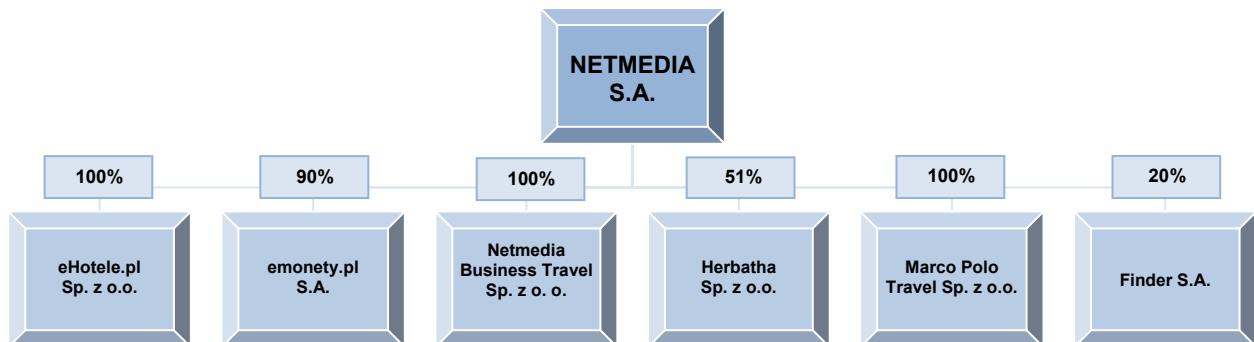 NETMEDIA
S.A.
100%
90%
100%
51%
100%
20%
eHotele.pl
Sp. z o.o.
emonety.pl
S.A.
Netmedia
Business Travel
Sp. z o. o.
Herbatha
Sp. z o.o.
Marco Polo
Travel Sp. z o.o.
Finder S.A.